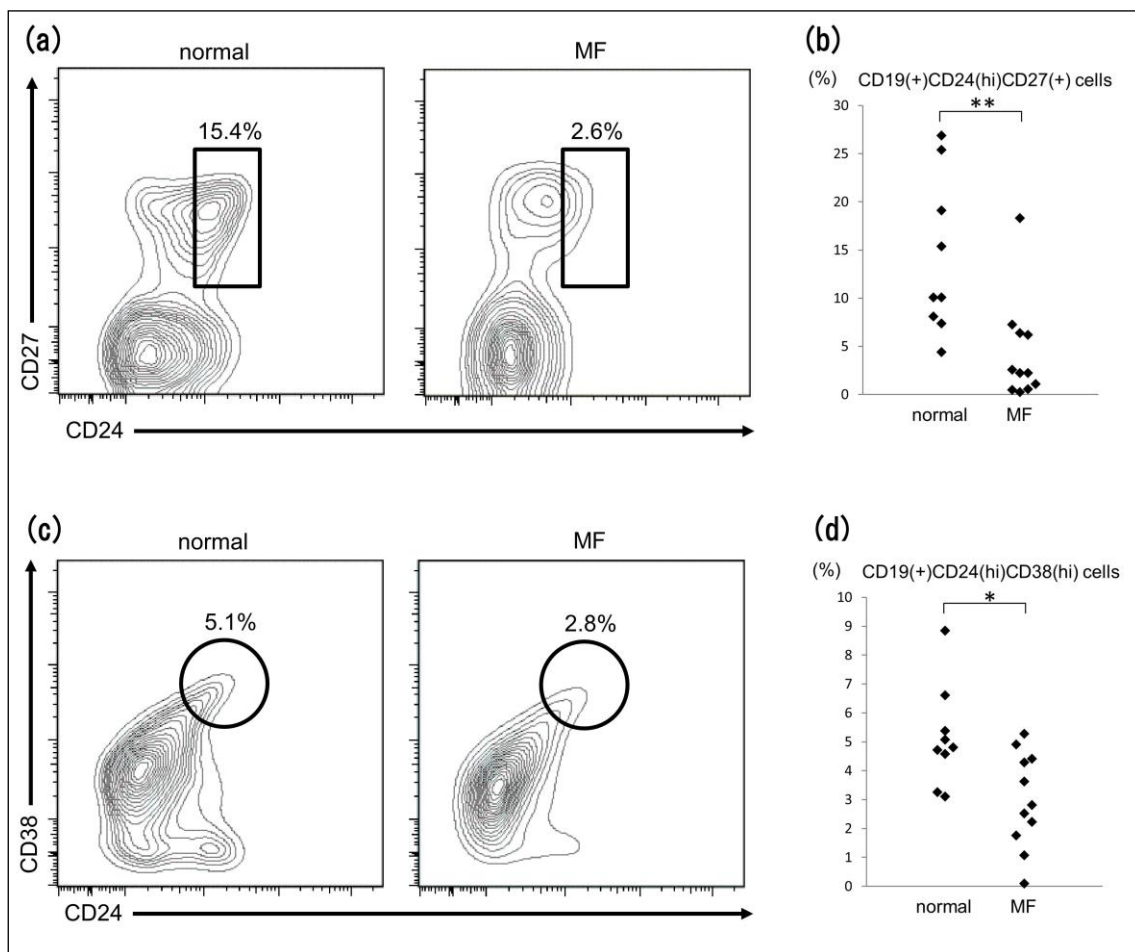 (a)
normal
MF
15.4%
2.6%
CD27
CD24
(b)
(%) CD19(+)CD24(hi)CD27(+) cells
**
30
25
20
15
10
5
0
normal MF
(c)
normal
MF
5.1%
2.8%
CD38
CD24
(d)
(%) CD19(+)CD24(hi)CD38(hi) cells
*
10
9
8
7
6
5
4
3
2
1
0
normal MF